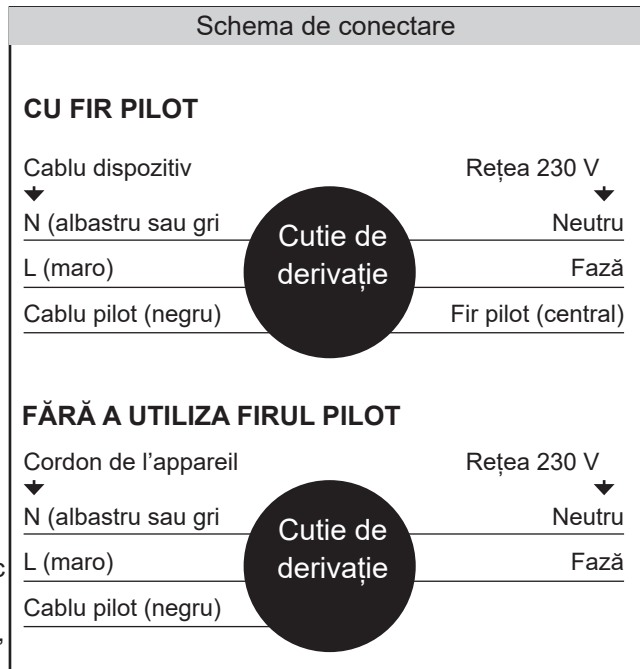 Schema de conectare
CU FIR PILOT
Cablu dispozitiv
Rețea 230 V
N (albastru sau gri
Cutie de derivație
Neutru
L (maro)
Fază
Cablu pilot (negru)
Fir pilot (central)
FĂRĂ A UTILIZA FIRUL PILOT
Cordon de l’appareil
Rețea 230 V
N (albastru sau gri
Cutie de derivație
Neutru
L (maro)
Fază
Cablu pilot (negru)
c
,